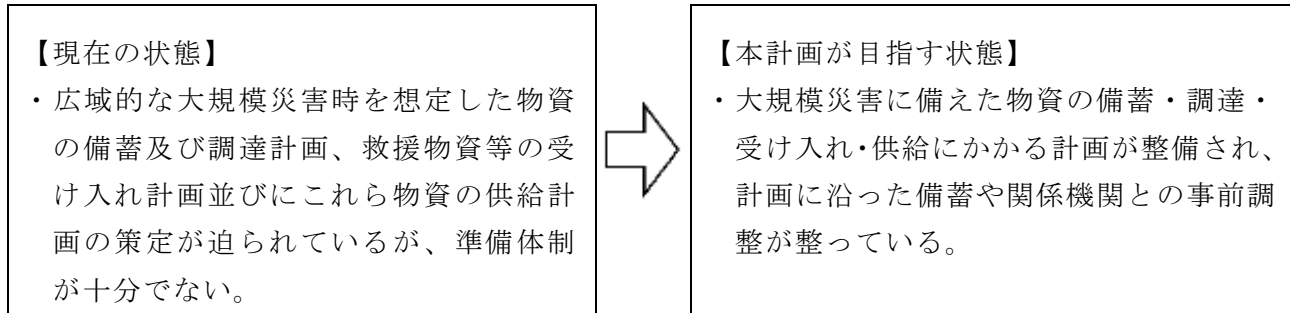 【現在の状態】
・広域的な大規模災害時を想定した物資
の備蓄及び調達計画、救援物資等の受
け入れ計画並びにこれら物資の供給計
画の策定が迫られているが、準備体制
が十分でない。
【本計画が目指す状態】
・大規模災害に備えた物資の備蓄・調達・
受け入れ・供給にかかる計画が整備され、
計画に沿った備蓄や関係機関との事前調
整が整っている。